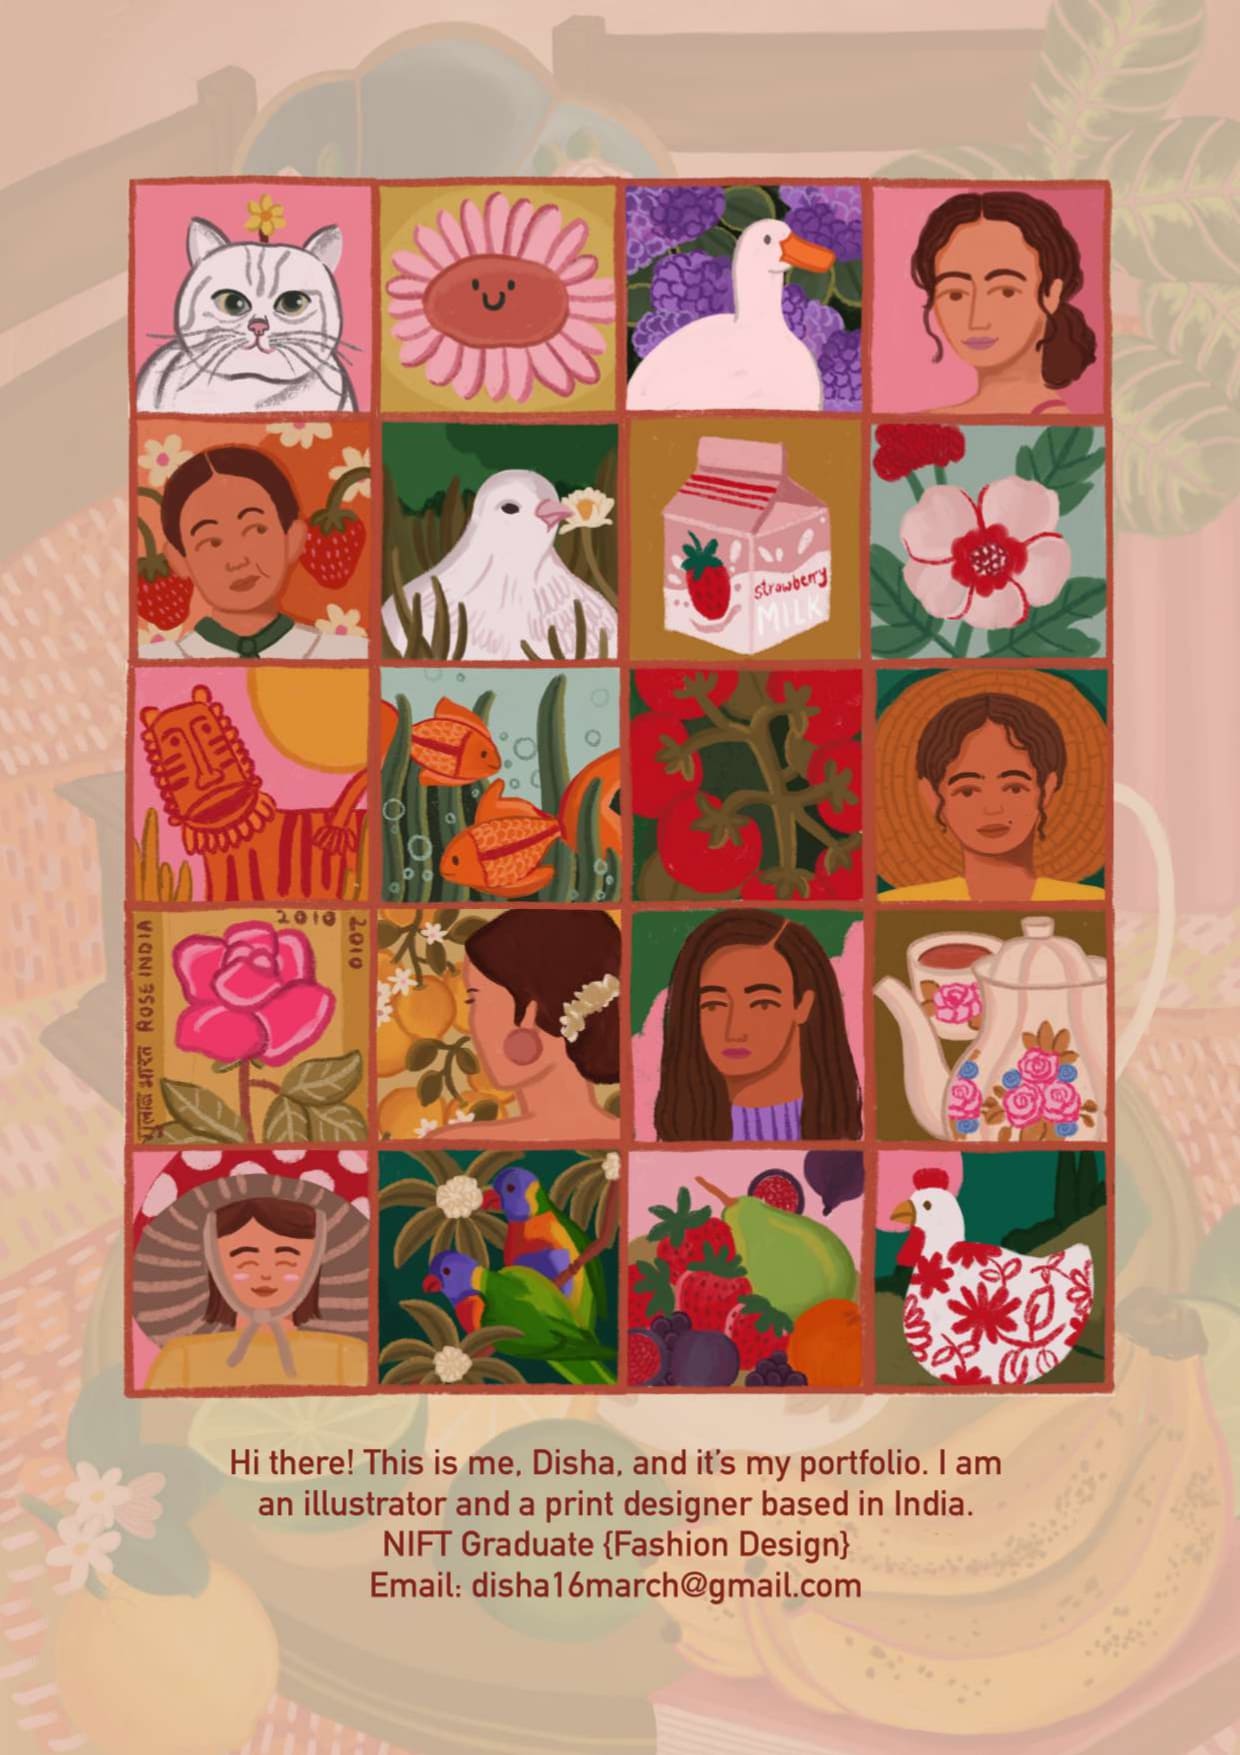 strawberry
MILK
2010
2010
गुलाब भारत ROSE INDIA
Hi there! This is me, Disha, and it's my portfolio. I am
an illustrator and a print designer based in India.
NIFT Graduate {Fashion Design}
Email: disha16march@gmail.com